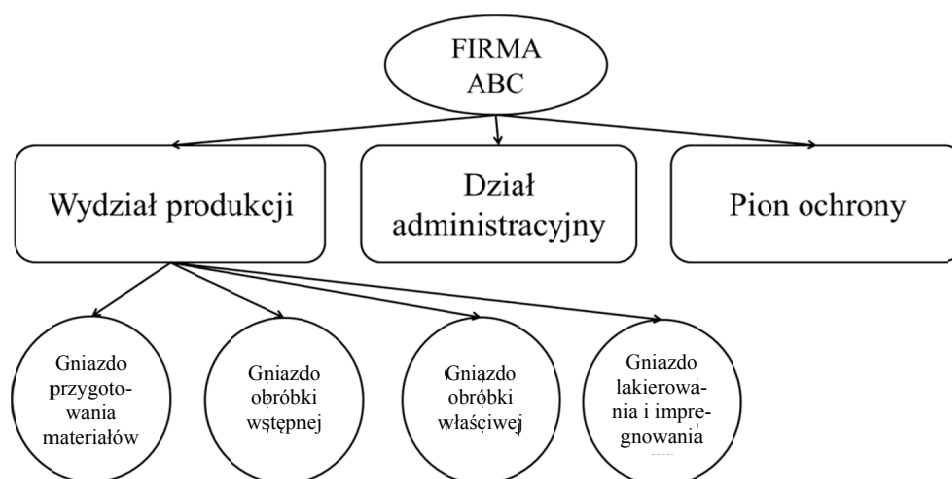 FIRMA
ABC
Wydział produkcji
Dział
administracyjny
Pion ochrony
Gniazdo
przygoto-
wania
materiałów
Gniazdo
obróbki
wstępnej
Gniazdo
obróbki
właściwej
Gniazdo
lakierowa-
nia i impre-
gnowania